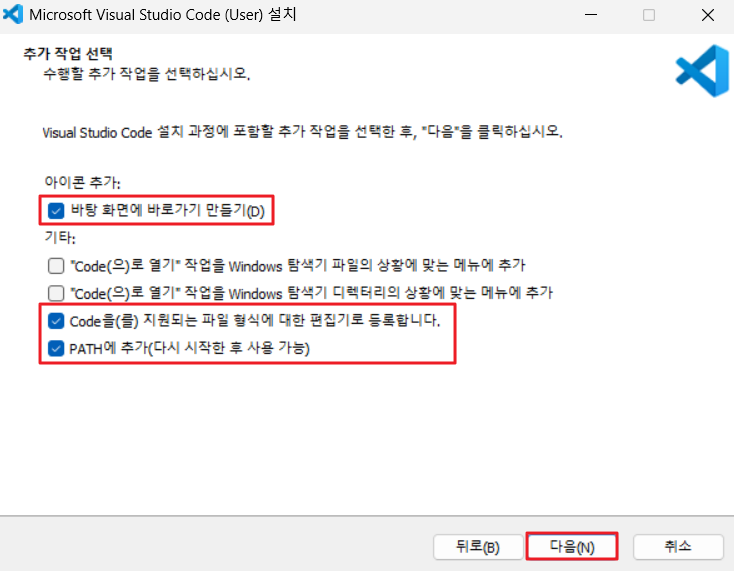 Microsoft Visual Studio Code (User) 설치
추가 작업 선택
수행할 추가 작업을 선택하십시오.
Visual Studio Code 설치 과정에 포함할 추가 작업을 선택한 후, "다음"을 클릭하십시오.
아이콘 추가:
바탕 화면에 바로가기 만들기(D)
기타:
"Code(으)로 열기" 작업을 Windows 탐색기 파일의 상황에 맞는 메뉴에 추가
"Code(으)로 열기" 작업을 Windows 탐색기 디렉터리의 상황에 맞는 메뉴에 추가
Code을(를) 지원되는 파일 형식에 대한 편집기로 등록합니다.
PATH에 추가(다시 시작한 후 사용 가능)
뒤로(B) 다음(N) 취소